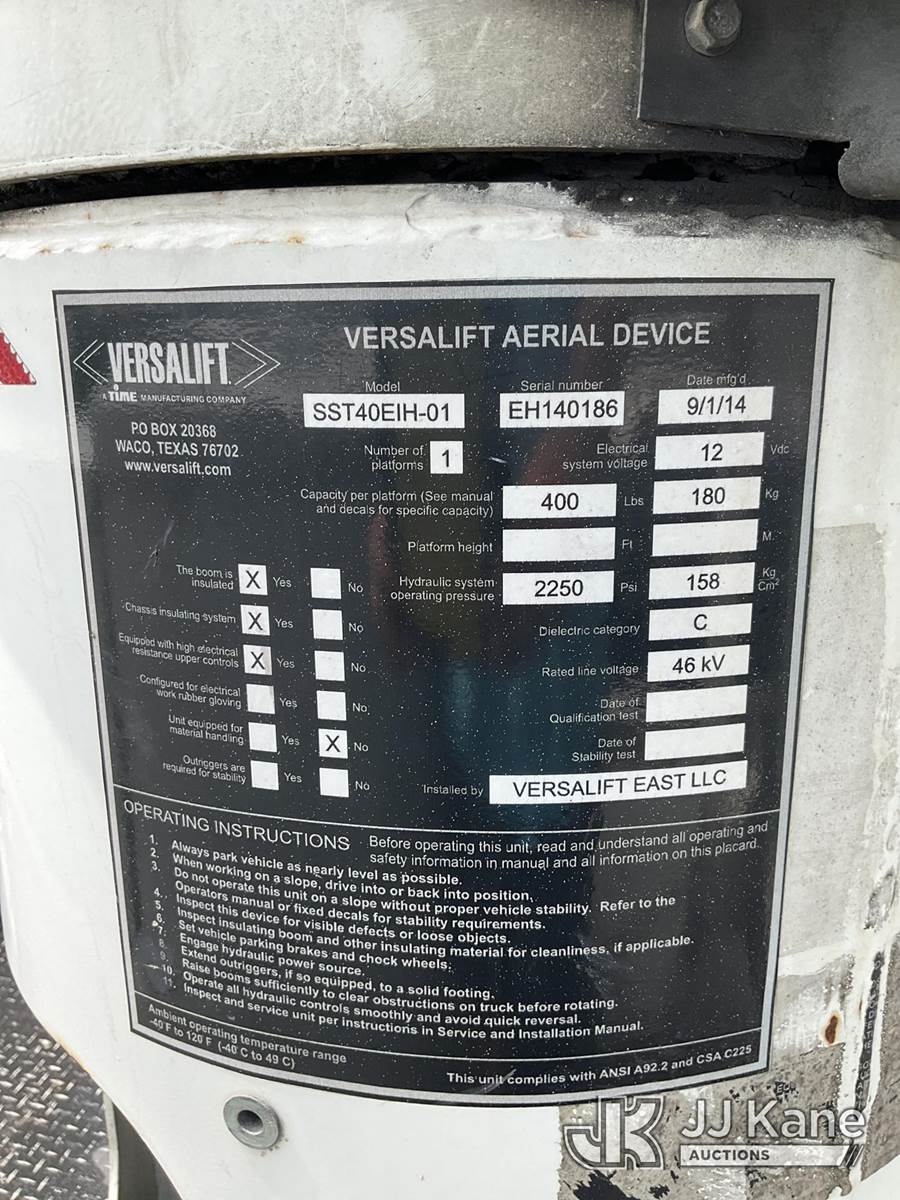 VERSALIFT AERIAL DEVICE
VERSALIFT
A TIME MANUFACTURING COMPANY
PO BOX 20368
WACO, TEXAS 76702
www.versalift.com
Model
SST40EIH-01
Serial number
EH140186
Date mfg'd
9/1/14
Number of platforms 1
Electrical system voltage 12 Vdc
Capacity per platform (See manual and decals for specific capacity) 400 Lbs 180 Kg
Platform height Ft M.
Hydraulic system operating pressure 2250 Psi 158 Kg Cm²
Dielectric category C
Rated line voltage 46 kV
Date of Qualification test
Date of Stability test
Installed by VERSALIFT EAST LLC
The boom is insulated X Yes No
Chassis insulating system X Yes No
Equipped with high electrical resistance upper controls X Yes No
Configured for electrical work rubber gloving Yes No
Unit equipped for material handling Yes X No
Outriggers are required for stability Yes No
OPERATING INSTRUCTIONS Before operating this unit, read and understand all operating and
safety information in manual and all information on this placard.
1. Always park vehicle as nearly level as possible.
2. When working on a slope, drive into or back into position,
3. Do not operate this unit on a slope without proper vehicle stability. Refer to the
Operators manual or fixed decals for stability requirements.
4. Inspect this device for visible defects or loose objects.
5. Inspect insulating boom and other insulating material for cleanliness, if applicable.
6. Set vehicle parking brakes and chock wheels.
7. Engage hydraulic power source.
8. Extend outriggers, if so equipped, to a solid footing.
9. Raise booms sufficiently to clear obstructions on truck before rotating.
10. Operate all hydraulic controls smoothly and avoid quick reversal.
11. Inspect and service unit per instructions in Service and Installation Manual.
Ambient operating temperature range
-40°F to 120°F (-40°C to 49°C)
This unit complies with ANSI A92.2 and CSA C225
JK JJ Kane
AUCTIONS